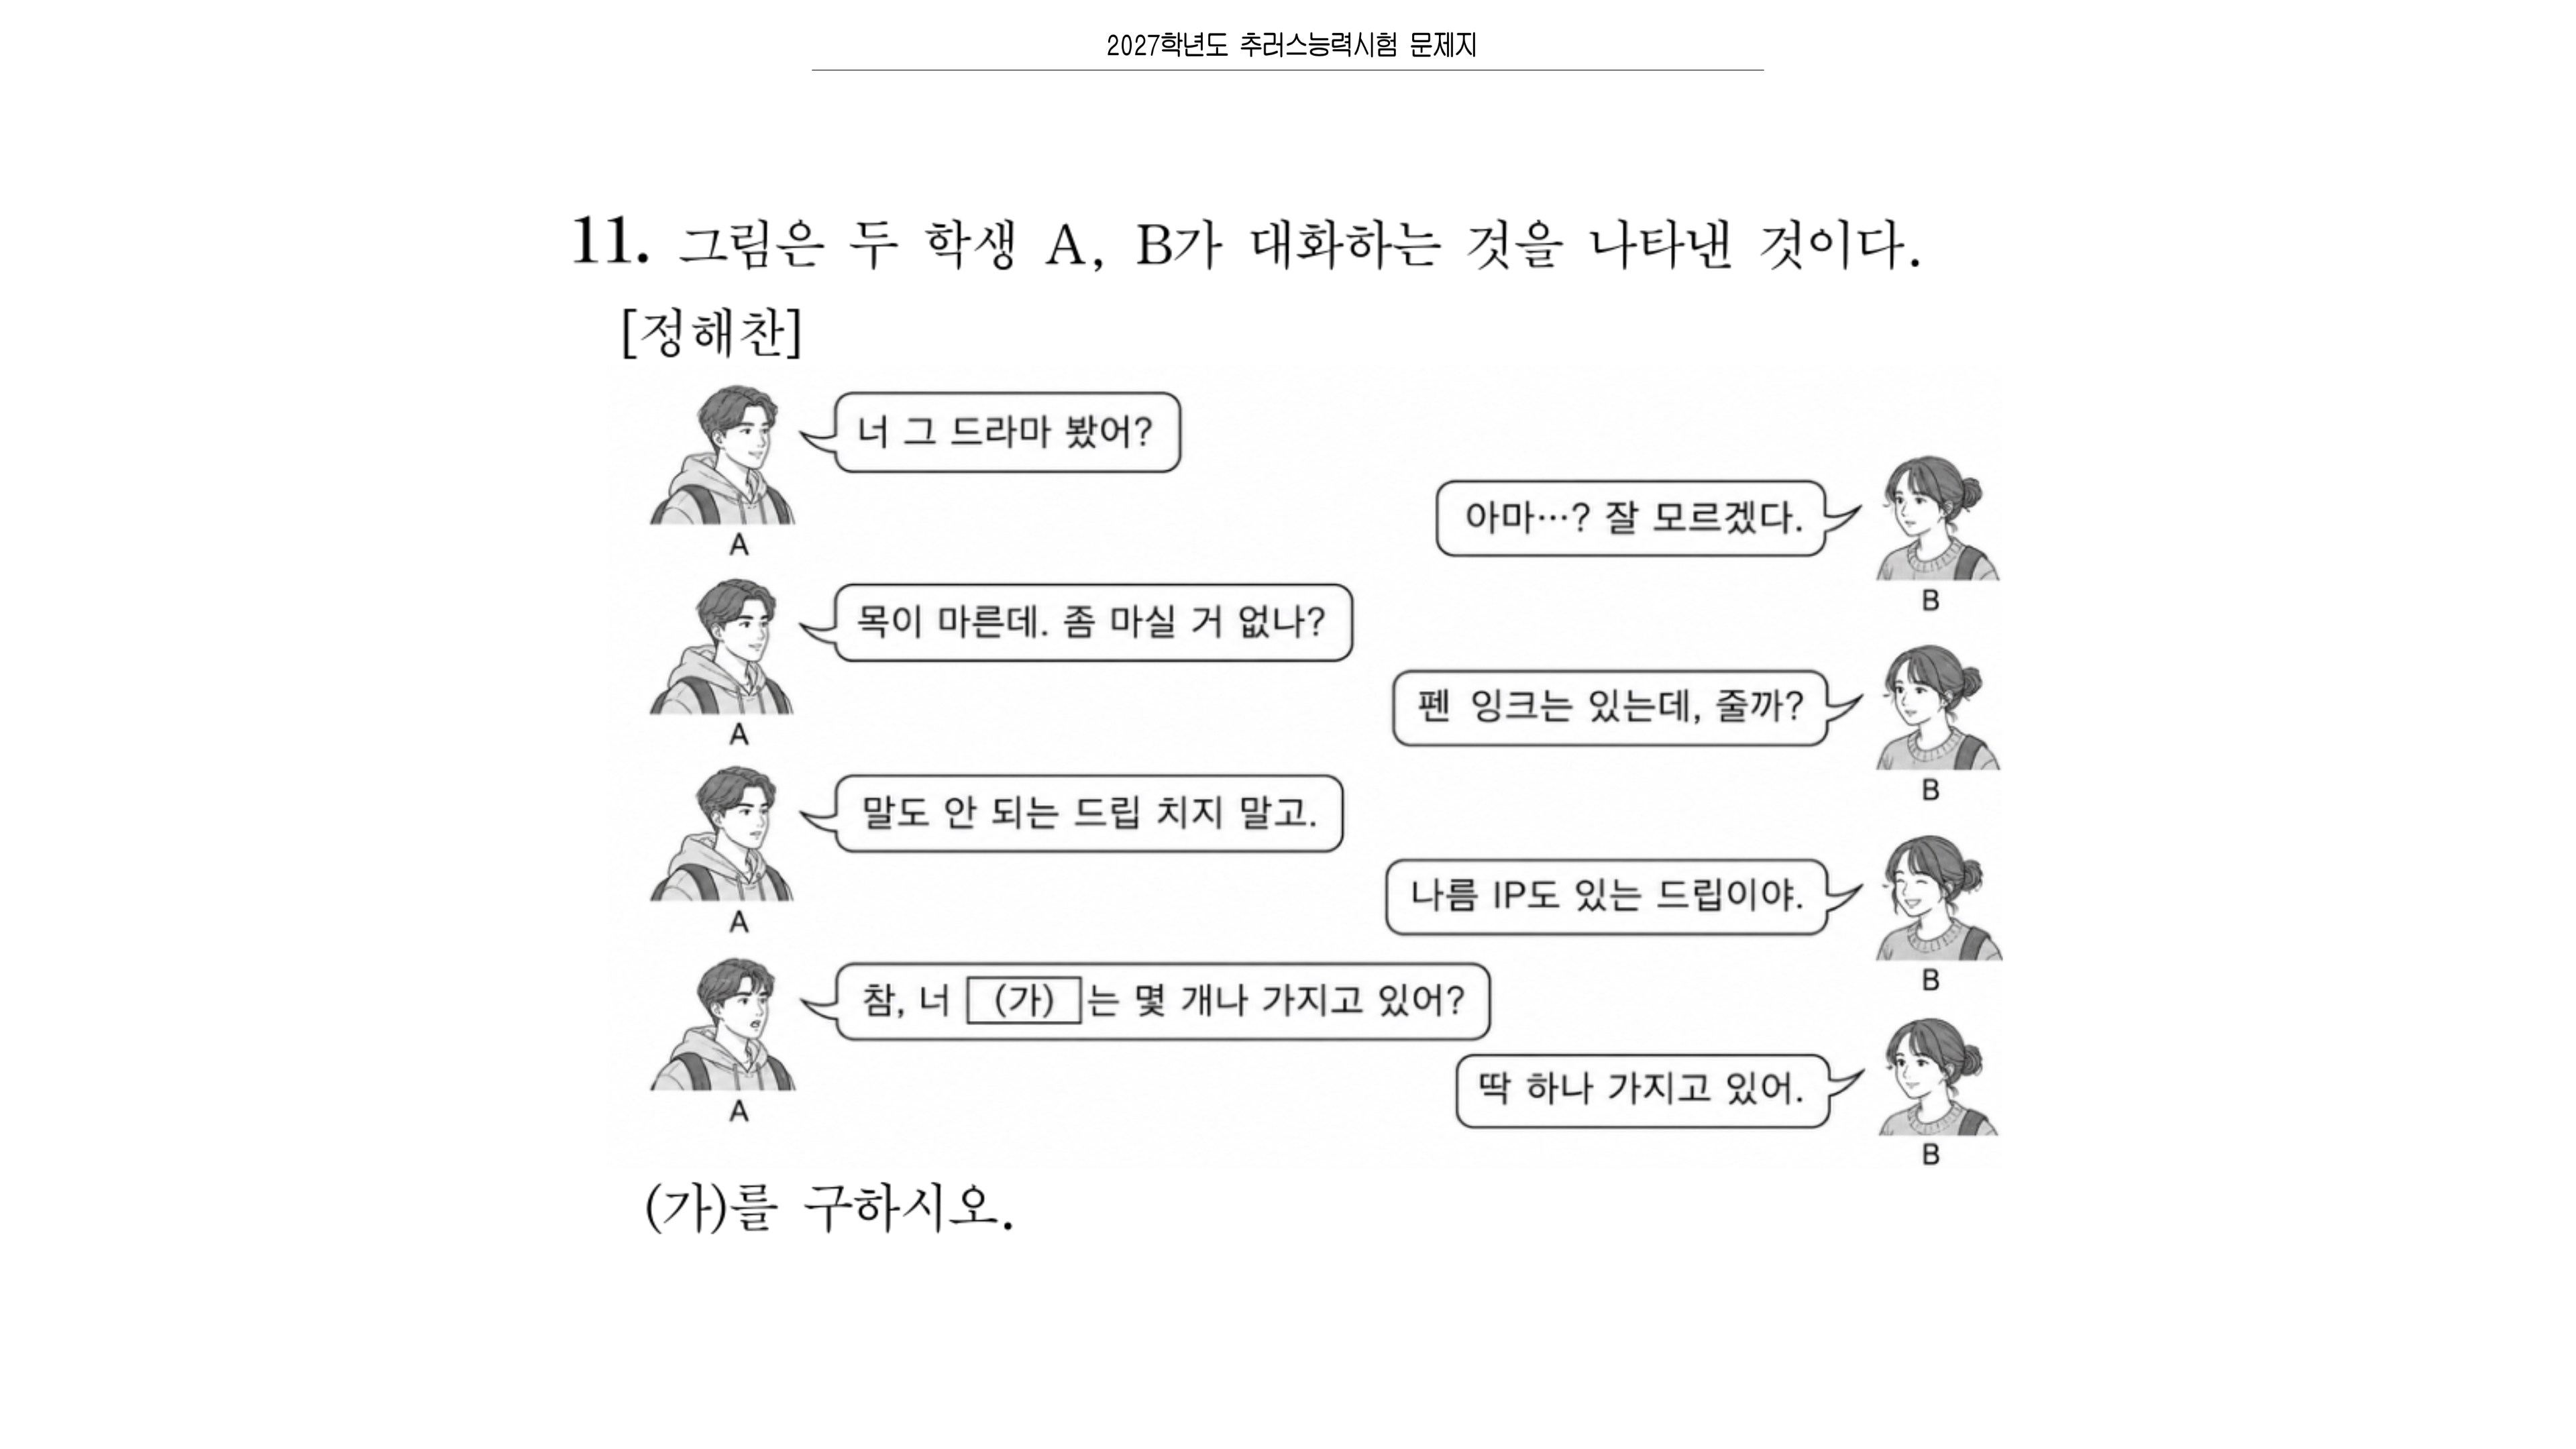 2027학년도 추러스능력시험 문제지
11. 그림은 두 학생 A, B가 대화하는 것을 나타낸 것이다.
[정해찬]
너 그 드라마 봤어?
A
아마…? 잘 모르겠다.
B
목이 마른데. 좀 마실 거 없나?
A
펜 잉크는 있는데, 줄까?
B
말도 안 되는 드립 치지 말고.
A
나름 IP도 있는 드립이야.
B
참, 너 (가)는 몇 개나 가지고 있어?
A
딱 하나 가지고 있어.
B
(가)를 구하시오.